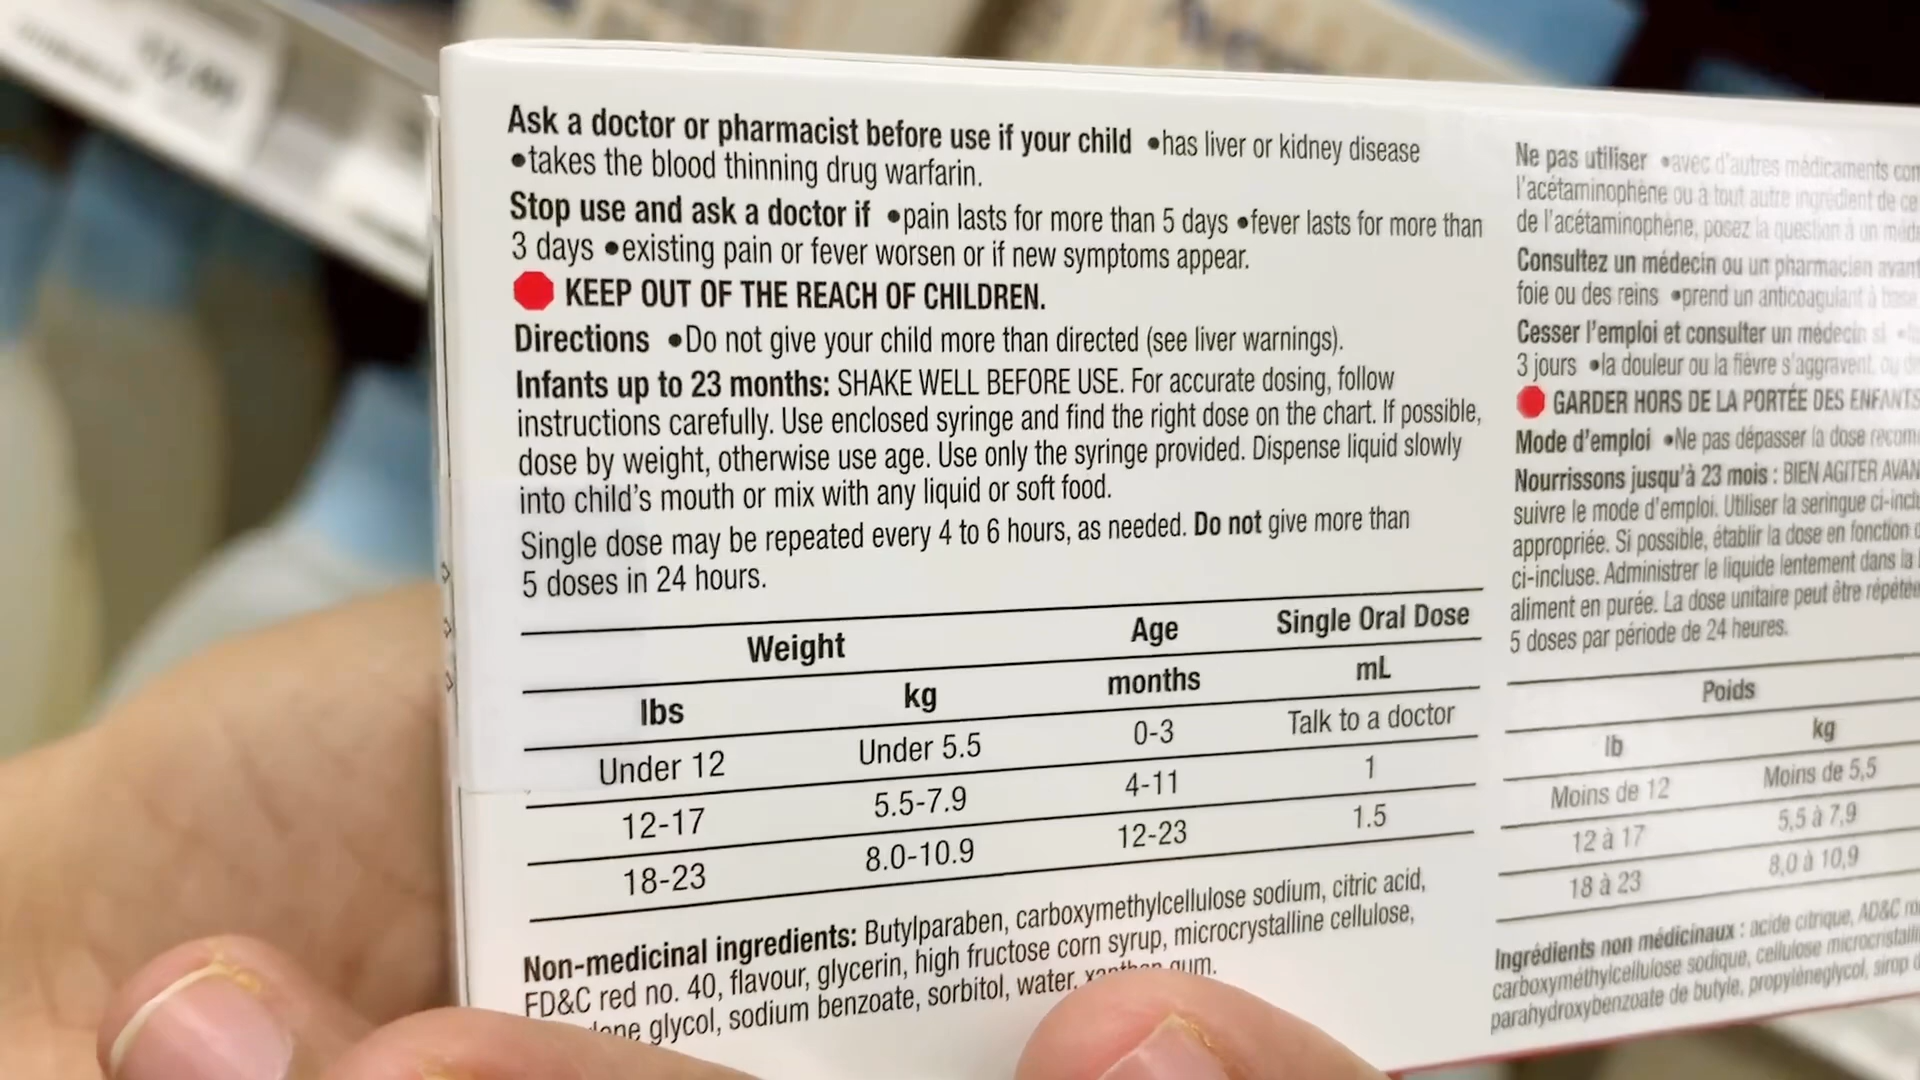 Ask a doctor or pharmacist before use if your child •has liver or kidney disease
•takes the blood thinning drug warfarin.
Stop use and ask a doctor if •pain lasts for more than 5 days •fever lasts for more than
3 days •existing pain or fever worsen or if new symptoms appear.
KEEP OUT OF THE REACH OF CHILDREN.
Directions •Do not give your child more than directed (see liver warnings).
Infants up to 23 months: SHAKE WELL BEFORE USE. For accurate dosing, follow
instructions carefully. Use enclosed syringe and find the right dose on the chart. If possible,
dose by weight, otherwise use age. Use only the syringe provided. Dispense liquid slowly
into child's mouth or mix with any liquid or soft food.
Single dose may be repeated every 4 to 6 hours, as needed. Do not give more than
5 doses in 24 hours.
Weight Age Single Oral Dose
lbs kg months mL
Under 12 Under 5.5 0-3 Talk to a doctor
12-17 5.5-7.9 4-11 1
18-23 8.0-10.9 12-23 1.5
Non-medicinal ingredients: Butylparaben, carboxymethylcellulose sodium, citric acid,
FD&C red no. 40, flavour, glycerin, high fructose corn syrup, microcrystalline cellulose,
glycol, sodium benzoate, sorbitol, water, xanthan gum.
Ne pas utiliser •avec d'autres médicaments
l'acétaminophène ou à tout autre ingrédient de ce
de l'acétaminophène, posez la question à un
Consultez un médecin ou un pharmacien avant
foie ou des reins •prend un anticoagulant à base
Cesser l'emploi et consulter un médecin si
3 jours •la douleur ou la fièvre s'aggravent, ou
GARDER HORS DE LA PORTÉE DES ENFANTS
Mode d'emploi •Ne pas dépasser la dose
Nourrissons jusqu'à 23 mois : BIEN AGITER
suivre le mode d'emploi. Utiliser la seringue
appropriée. Si possible, établir la dose en fonction
ci-incluse. Administrer le liquide lentement dans la
aliment en purée. La dose unitaire peut être
5 doses par période de 24 heures.
Poids
lb kg
Moins de 12 Moins de 5,5
12 à 17 5,5 à 7,9
18 à 23 8,0 à 10,9
Ingrédients non médicinaux : acide citrique, AD&C
carboxyméthylcellulose sodique, cellulose
parahydroxybenzoate de butyle, propylèneglycol, sirop